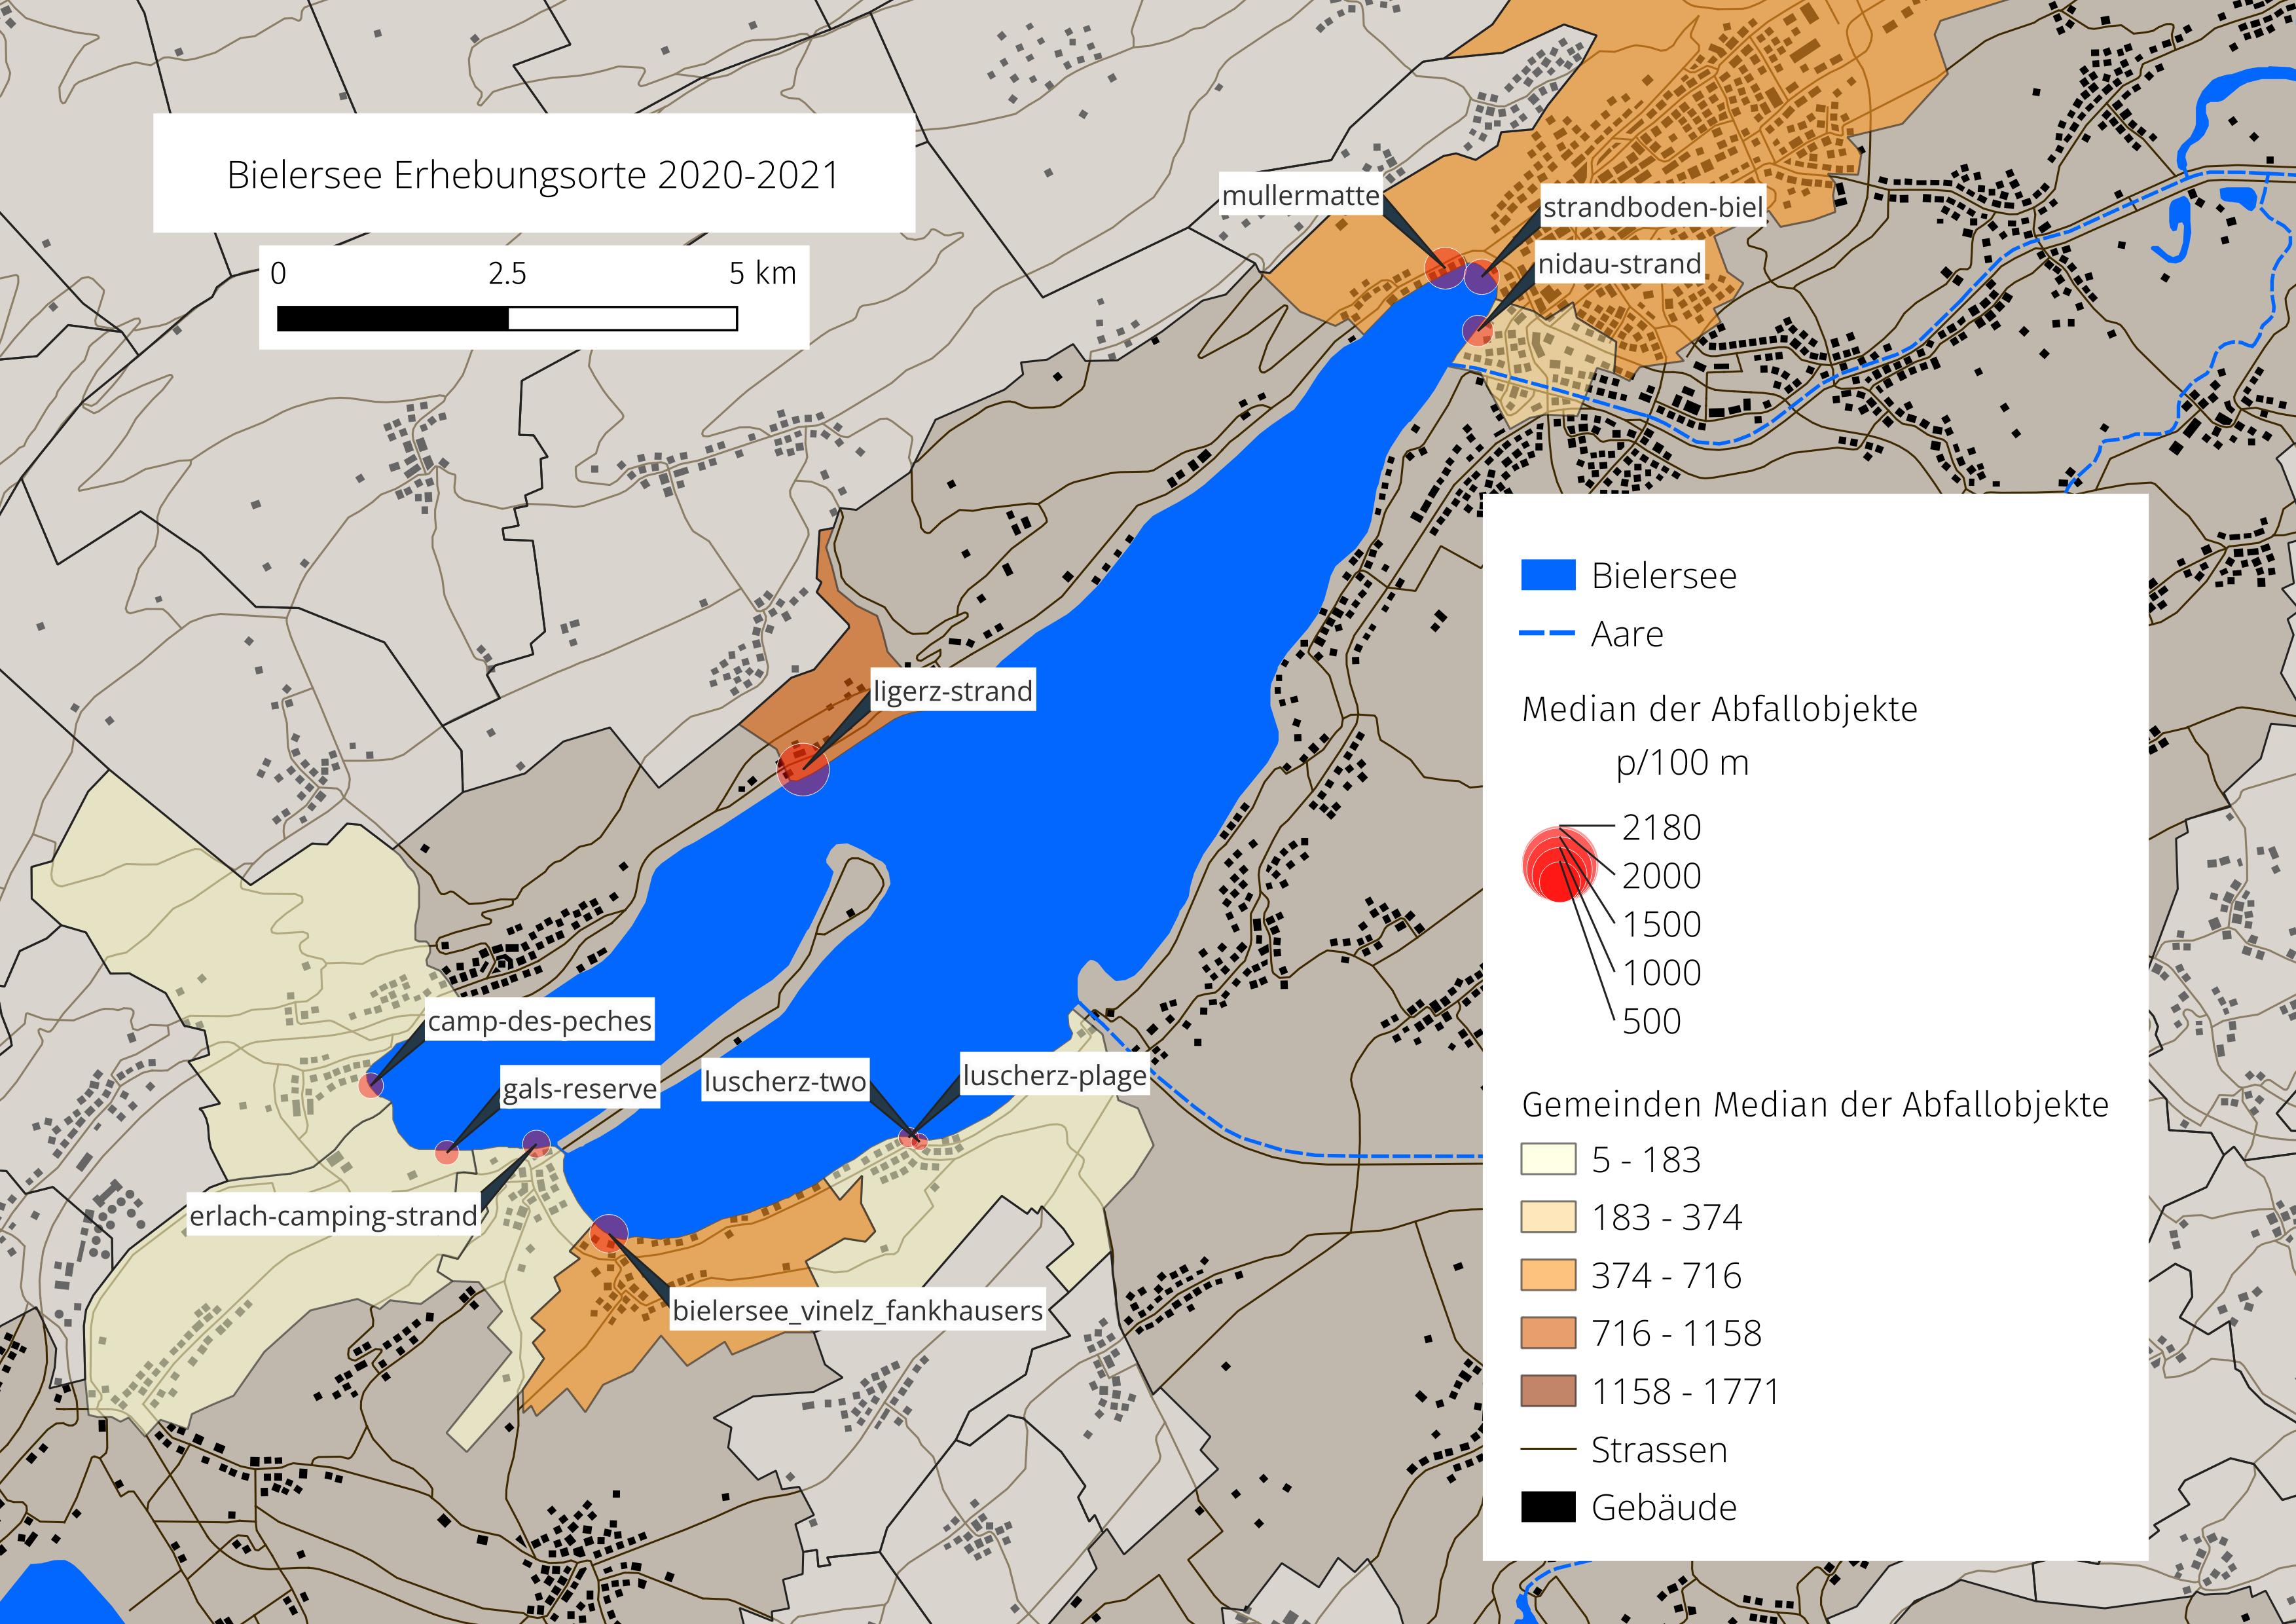 Bielersee Erhebungsorte 2020-2021
0 2.5 5 km
mullermatte
strandboden-biel
nidau-strand
ligerz-strand
camp-des-peches
gals-reserve
luscherz-two
luscherz-plage
erlach-camping-strand
bielersee_vinelz_fankhausers
Bielersee
Aare
Median der Abfallobjekte
p/100 m
2180
2000
1500
1000
500
Gemeinden Median der Abfallobjekte
5 - 183
183 - 374
374 - 716
716 - 1158
1158 - 1771
Strassen
Gebäude